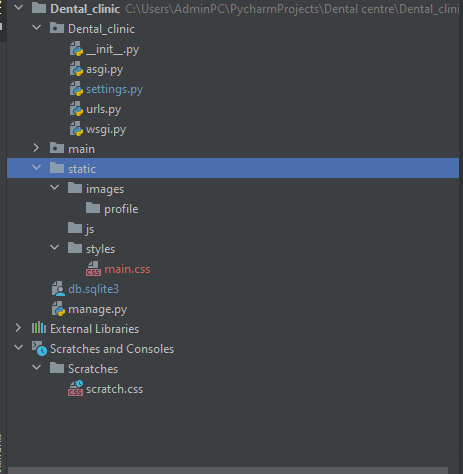 Dental_clinic C:\Users\AdminPC\PycharmProjects\Dental centre\Dental_clini
Dental_clinic
__init__.py
asgi.py
settings.py
urls.py
wsgi.py
main
static
images
profile
js
styles
main.css
db.sqlite3
manage.py
External Libraries
Scratches and Consoles
Scratches
scratch.css